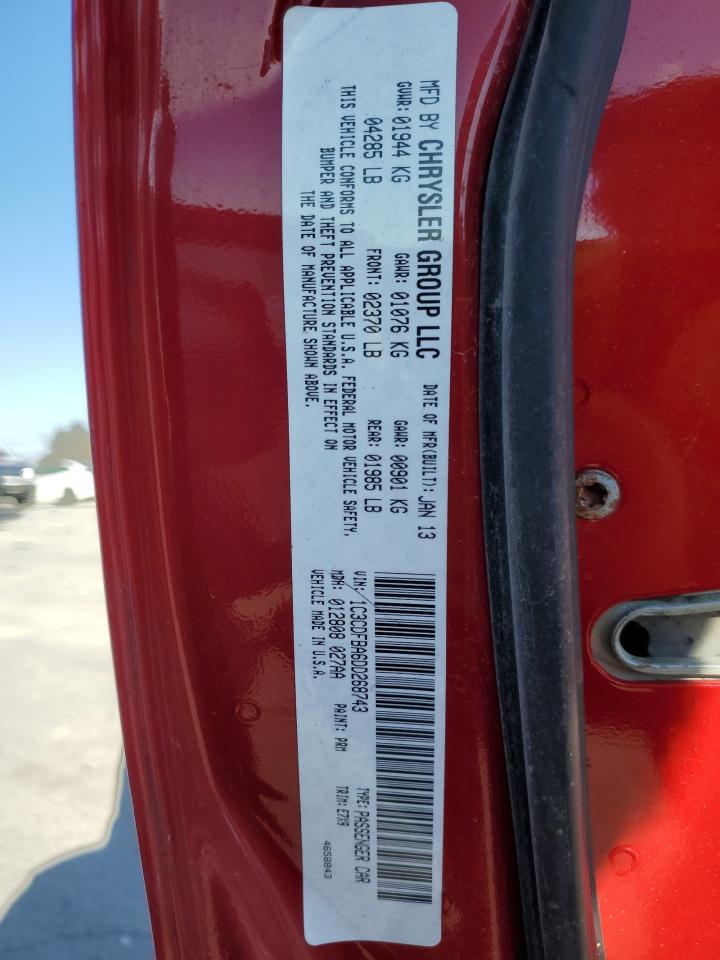 MFD BY CHRYSLER GROUP LLC DATE OF MFR(BUILT): JAN 13
GVWR: 01944 KG GAWR: 01076 KG GAWR: 00901 KG
04285 LB FRONT: 02370 LB REAR: 01985 LB
THIS VEHICLE CONFORMS TO ALL APPLICABLE U.S.A. FEDERAL MOTOR VEHICLE SAFETY,
BUMPER AND THEFT PREVENTION STANDARDS IN EFFECT ON
THE DATE OF MANUFACTURE SHOWN ABOVE.
VIN: 1C3CDFBA6DD268743 TYPE: PASSENGER CAR
MDH: 012808 027AA PAINT: PRM TRIM: E7X9
VEHICLE MADE IN U.S.A. 4658843